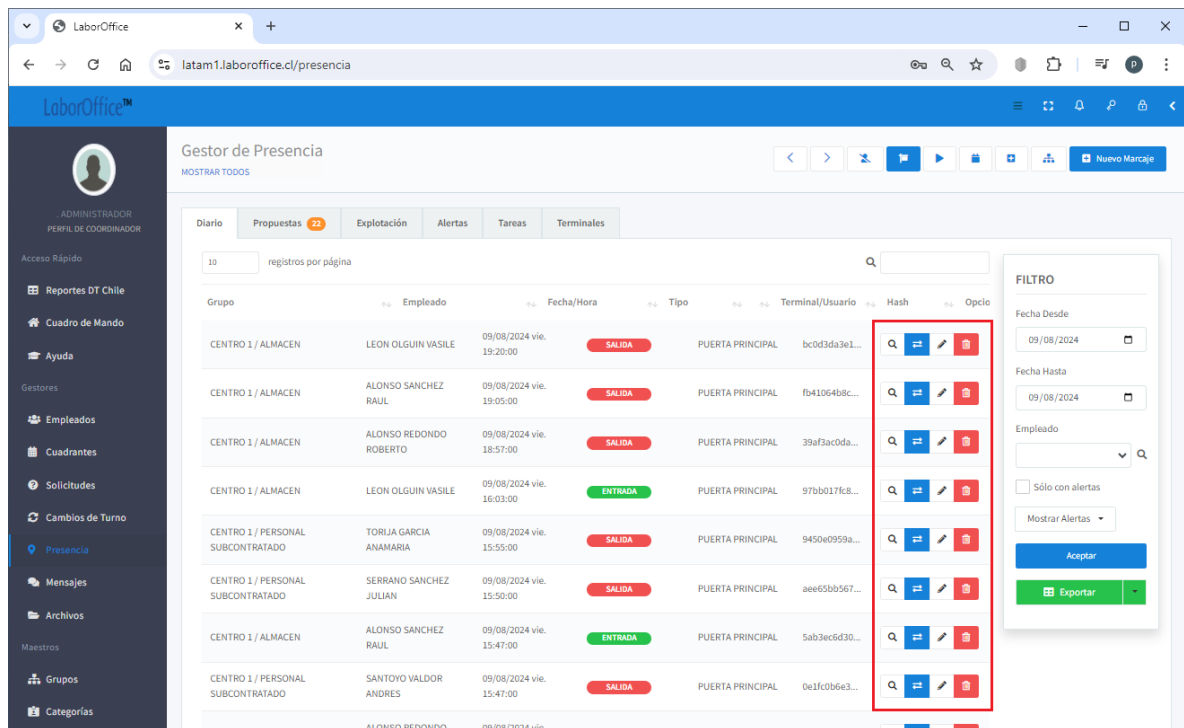 LaborOffice
latam1.laboroffice.cl/presencia
P
LaborOffice™
. ADMINISTRADOR
PERFIL DE COORDINADOR
Acceso Rápido
Reportes DT Chile
Cuadro de Mando
Ayuda
Gestores
Empleados
Cuadrantes
Solicitudes
Cambios de Turno
Presencia
Mensajes
Archivos
Maestros
Grupos
Categorías
Gestor de Presencia
MOSTRAR TODOS
Nuevo Marcaje
Diario Propuestas 22 Explotación Alertas Tareas Terminales
10 registros por página
Grupo Empleado Fecha/Hora Tipo Terminal/Usuario Hash Opcio
CENTRO 1 / ALMACEN LEON OLGUIN VASILE 09/08/2024 vie. 19:20:00 SALIDA PUERTA PRINCIPAL bc0d3da3e1...
CENTRO 1 / ALMACEN ALONSO SANCHEZ RAUL 09/08/2024 vie. 19:05:00 SALIDA PUERTA PRINCIPAL fb41064b8c...
CENTRO 1 / ALMACEN ALONSO REDONDO ROBERTO 09/08/2024 vie. 18:57:00 SALIDA PUERTA PRINCIPAL 39af3ac0da...
CENTRO 1 / ALMACEN LEON OLGUIN VASILE 09/08/2024 vie. 16:03:00 ENTRADA PUERTA PRINCIPAL 97bb017fc8...
CENTRO 1 / PERSONAL SUBCONTRATADO TORIJA GARCIA ANAMARIA 09/08/2024 vie. 15:55:00 SALIDA PUERTA PRINCIPAL 9450e0959a...
CENTRO 1 / PERSONAL SUBCONTRATADO SERRANO SANCHEZ JULIAN 09/08/2024 vie. 15:50:00 SALIDA PUERTA PRINCIPAL aee65bb567...
CENTRO 1 / ALMACEN ALONSO SANCHEZ RAUL 09/08/2024 vie. 15:47:00 ENTRADA PUERTA PRINCIPAL 5ab3ec6d30...
CENTRO 1 / PERSONAL SUBCONTRATADO SANTOYO VALDOR ANDRES 09/08/2024 vie. 15:47:00 SALIDA PUERTA PRINCIPAL 0e1fc0b6e3...
ALONSO REDONDO 09/08/2024 vie.
FILTRO
Fecha Desde
09/08/2024
Fecha Hasta
09/08/2024
Empleado
Sólo con alertas
Mostrar Alertas
Aceptar
Exportar